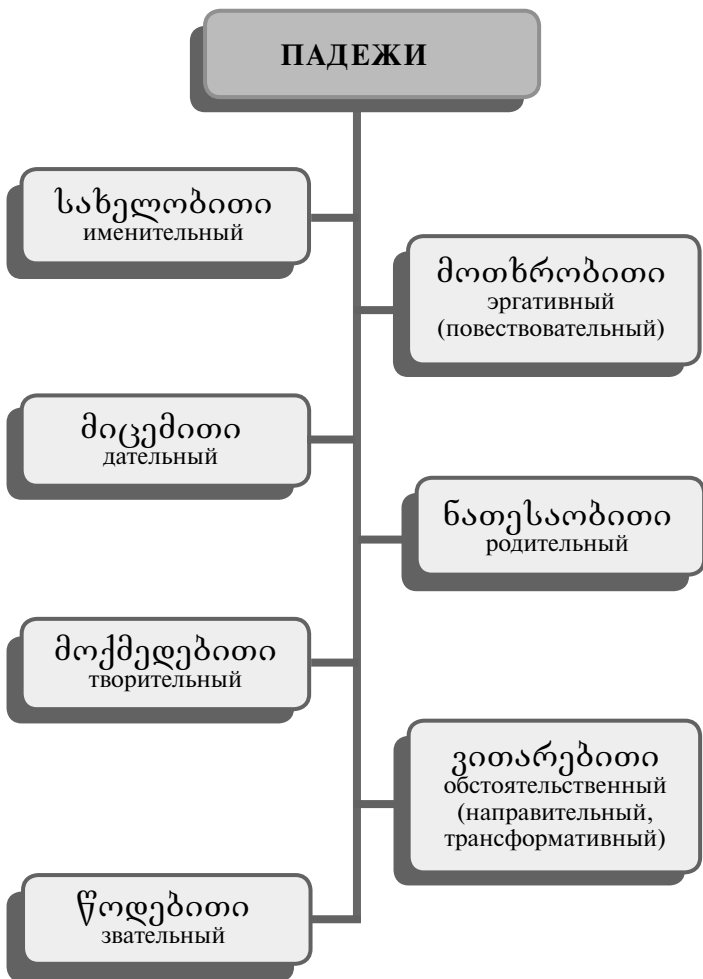 ПАДЕЖИ
სახელობითი
именительный
მოთხრობითი
эргативный
(повествовательный)
მიცემითი
дательный
ნათესაობითი
родительный
მოქმედებითი
творительный
ვითარებითი
обстоятельственный
(направительный,
трансформативный)
წოდებითი
звательный